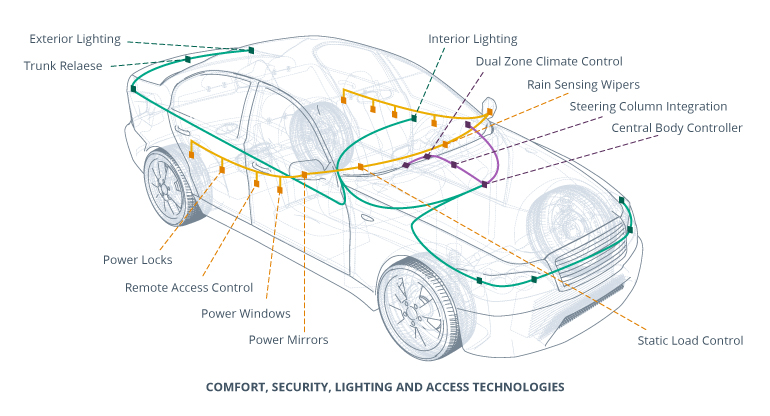 Exterior Lighting
Trunk Relaese
Interior Lighting
Dual Zone Climate Control
Rain Sensing Wipers
Steering Column Integration
Central Body Controller
Power Locks
Remote Access Control
Power Windows
Power Mirrors
Static Load Control
COMFORT, SECURITY, LIGHTING AND ACCESS TECHNOLOGIES